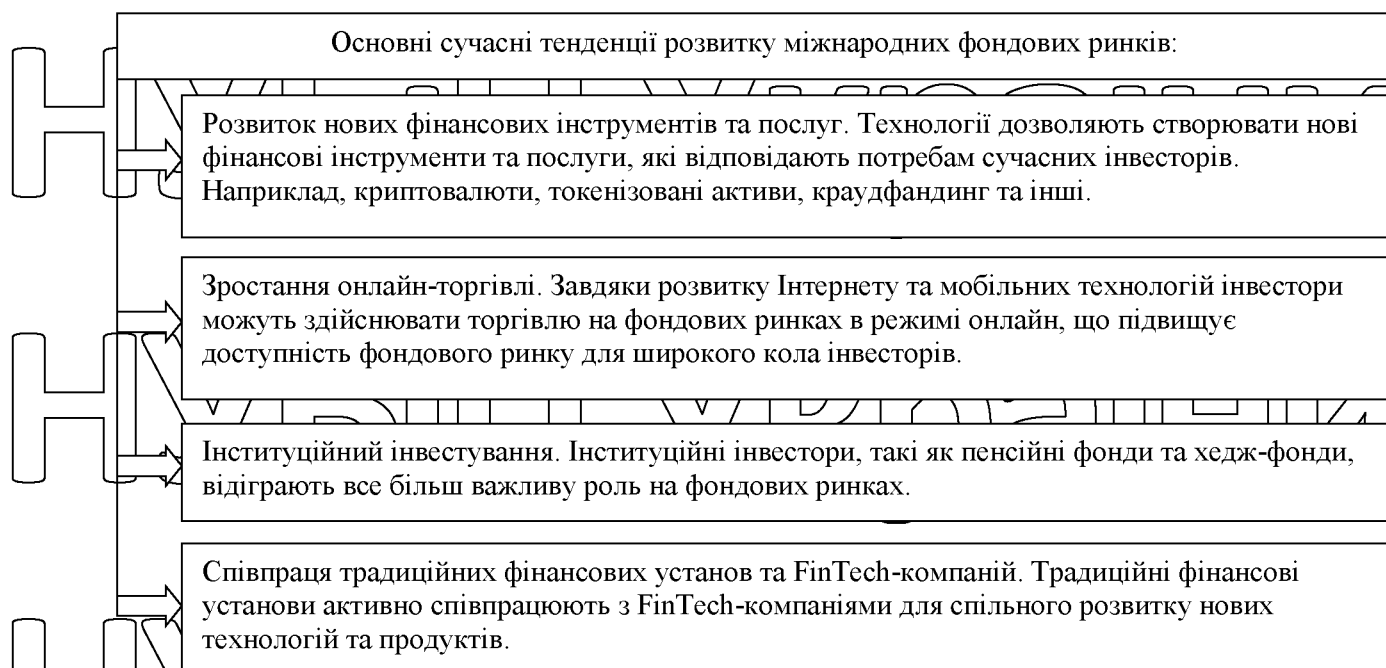 Основні сучасні тенденції розвитку міжнародних фондових ринків:
Розвиток нових фінансових інструментів та послуг. Технології дозволяють створювати нові
фінансові інструменти та послуги, які відповідають потребам сучасних інвесторів.
Наприклад, криптовалюти, токенізовані активи, краудфандинг та інші.
Зростання онлайн-торгівлі. Завдяки розвитку Інтернету та мобільних технологій інвестори
можуть здійснювати торгівлю на фондових ринках в режимі онлайн, що підвищує
доступність фондового ринку для широкого кола інвесторів.
Інституційний інвестування. Інституційні інвестори, такі як пенсійні фонди та хедж-фонди,
відіграють все більш важливу роль на фондових ринках.
Співпраця традиційних фінансових установ та FinTech-компаній. Традиційні фінансові
установи активно співпрацюють з FinTech-компаніями для спільного розвитку нових
технологій та продуктів.